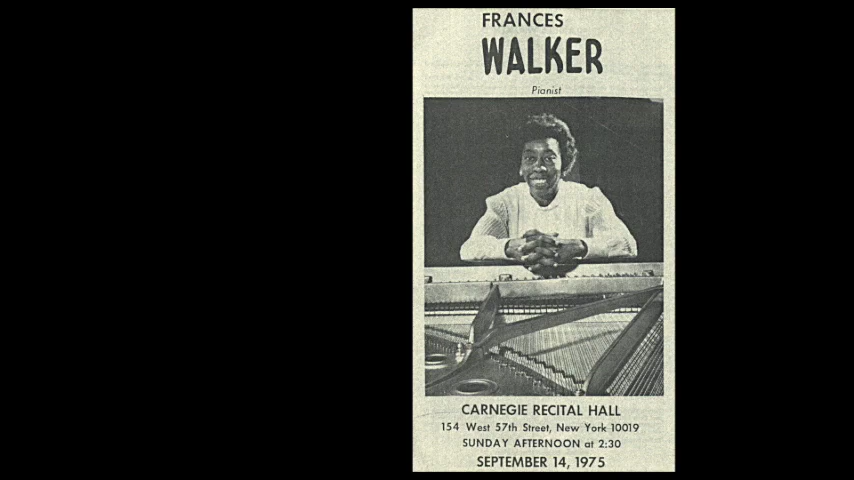 FRANCES
WALKER
Pianist
CARNEGIE RECITAL HALL
154 West 57th Street, New York 10019
SUNDAY AFTERNOON at 2:30
SEPTEMBER 14, 1975